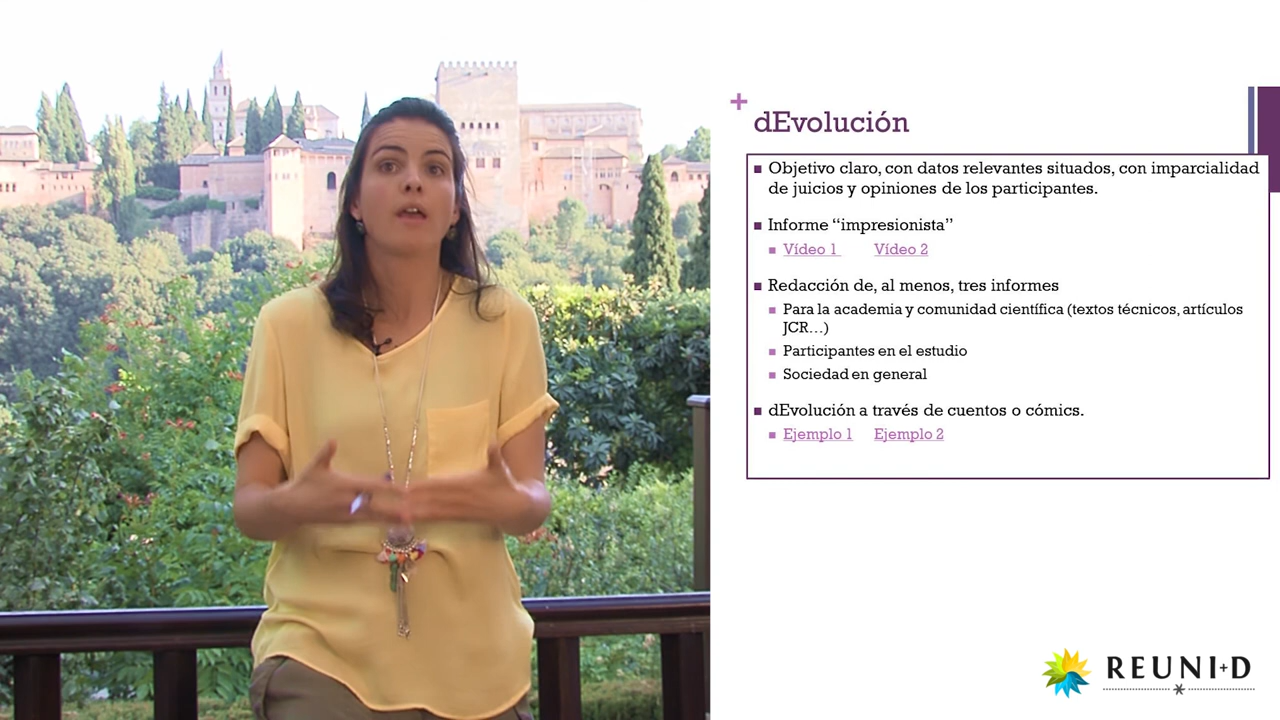 +
dEvolución
Objetivo claro, con datos relevantes situados, con imparcialidad
de juicios y opiniones de los participantes.
Informe “impresionista”
Vídeo 1 Vídeo 2
Redacción de, al menos, tres informes
Para la academia y comunidad científica (textos técnicos, artículos
JCR…)
Participantes en el estudio
Sociedad en general
dEvolución a través de cuentos o cómics.
Ejemplo 1 Ejemplo 2
REUNI+D